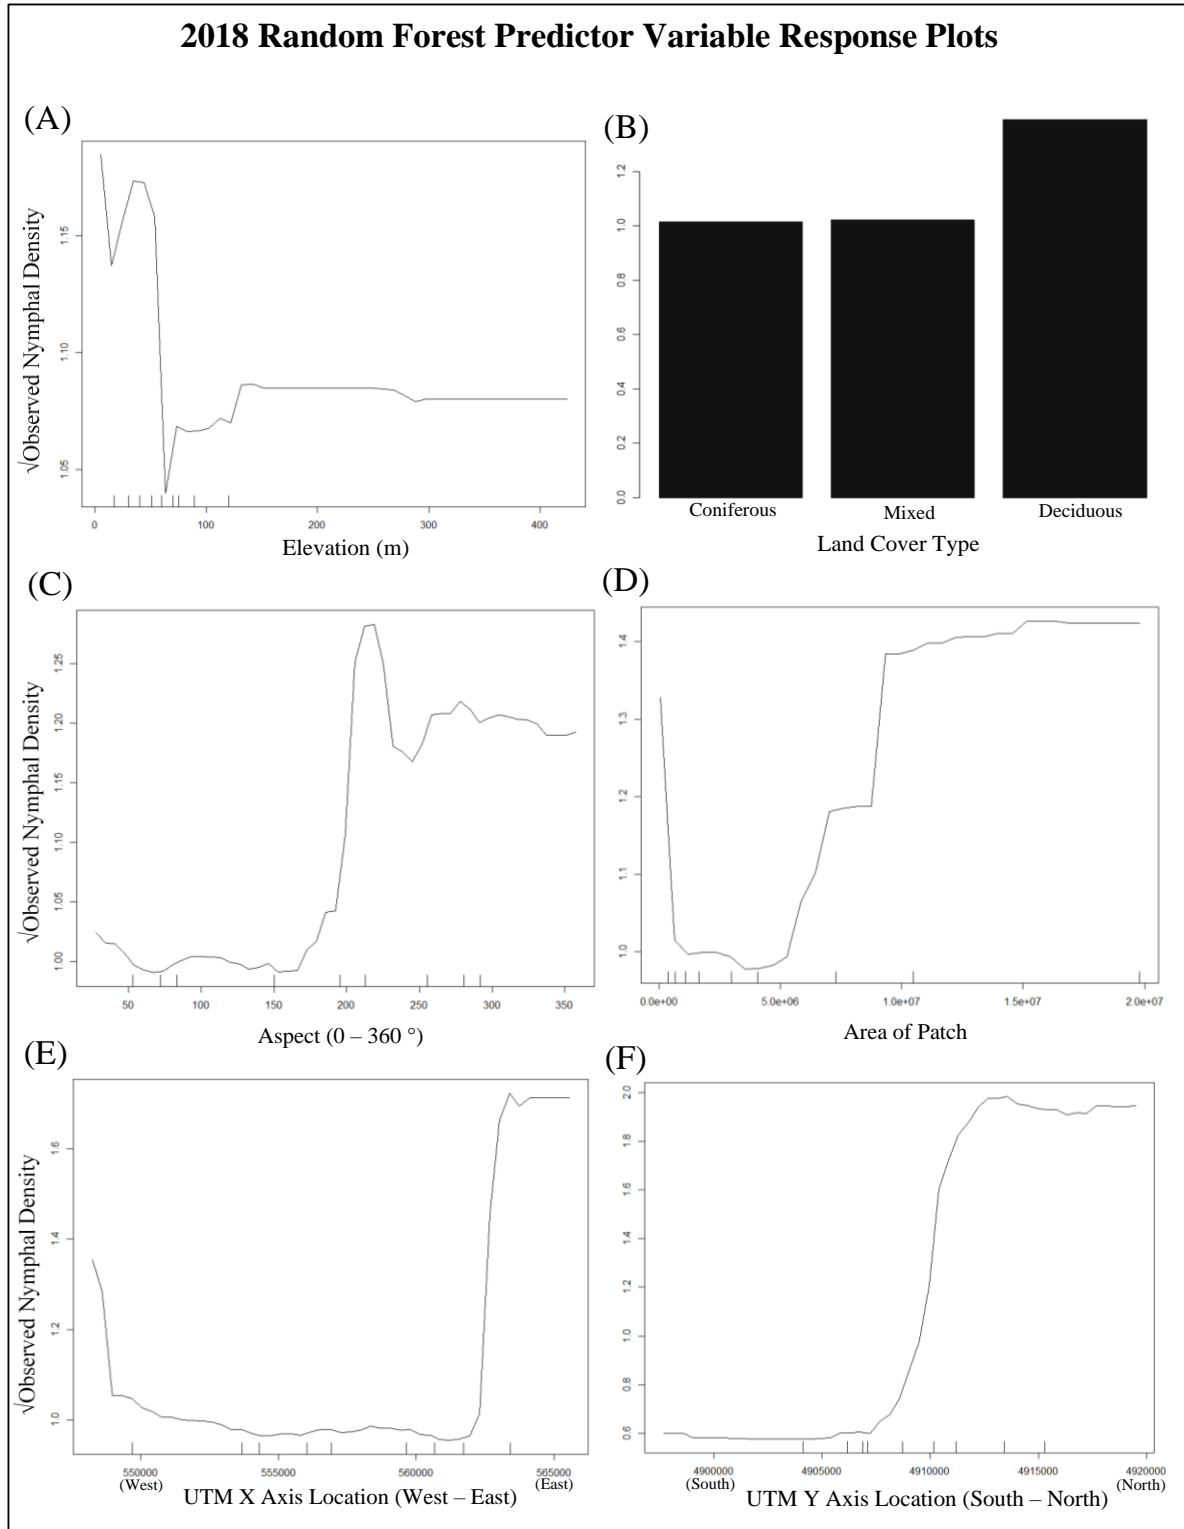 2018 Random Forest Predictor Variable Response Plots
(A)
√Observed Nymphal Density
1.05 1.10 1.15
0 100 200 300 400
Elevation (m)
(B)
0.0 0.2 0.4 0.6 0.8 1.0 1.2
Coniferous Mixed Deciduous
Land Cover Type
(C)
√Observed Nymphal Density
1.00 1.05 1.10 1.15 1.20 1.25
50 100 150 200 250 300 350
Aspect (0 – 360 °)
(D)
1.0 1.1 1.2 1.3 1.4
0.0e+00 5.0e+06 1.0e+07 1.5e+07 2.0e+07
Area of Patch
(E)
√Observed Nymphal Density
1.0 1.2 1.4 1.6
550000 555000 560000 565000
(West) (East)
UTM X Axis Location (West – East)
(F)
0.6 0.8 1.0 1.2 1.4 1.6 1.8 2.0
4900000 4905000 4910000 4915000 4920000
(South) (North)
UTM Y Axis Location (South – North)